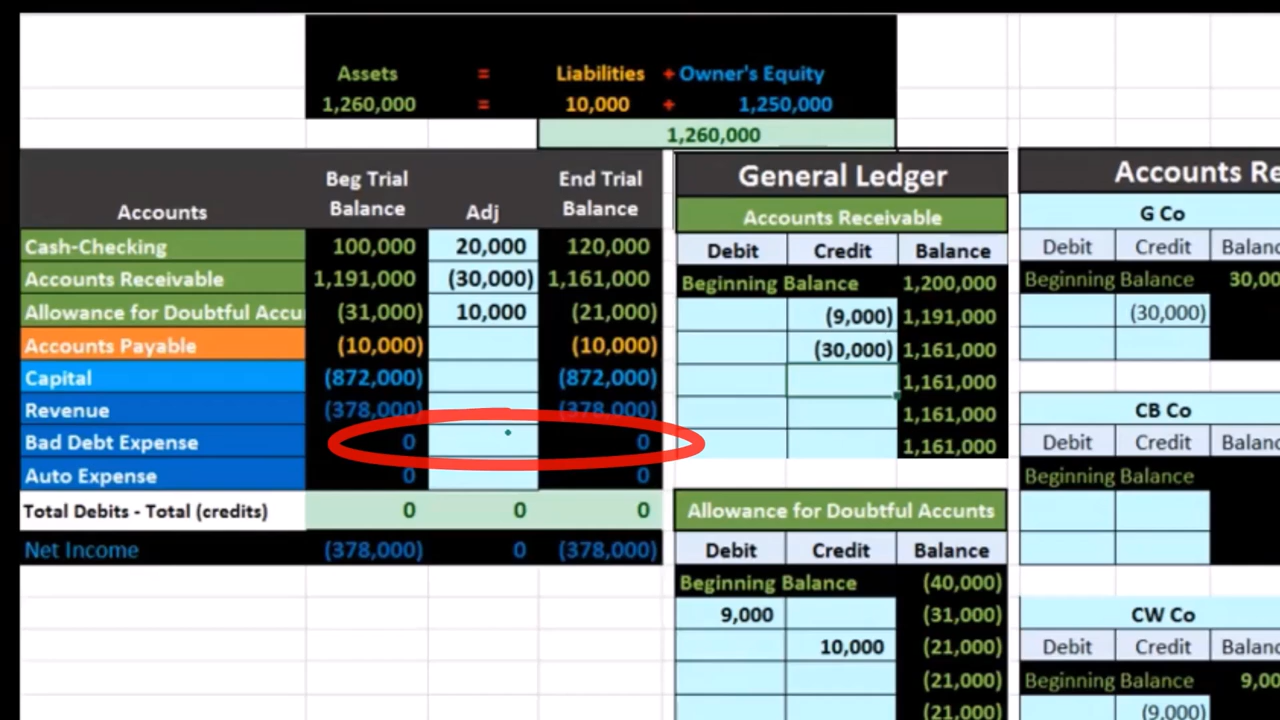 Assets = Liabilities + Owner's Equity
1,260,000 = 10,000 + 1,250,000
1,260,000
Accounts Beg Trial Balance Adj End Trial Balance
Cash-Checking 100,000 20,000 120,000
Accounts Receivable 1,191,000 (30,000) 1,161,000
Allowance for Doubtful Accu (31,000) 10,000 (21,000)
Accounts Payable (10,000) (10,000)
Capital (872,000) (872,000)
Revenue (378,000) (378,000)
Bad Debt Expense 0 0
Auto Expense 0 0
Total Debits - Total (credits) 0 0 0
Net Income (378,000) 0 (378,000)
General Ledger
Accounts Receivable
Debit Credit Balance
Beginning Balance 1,200,000
(9,000) 1,191,000
(30,000) 1,161,000
1,161,000
1,161,000
1,161,000
Allowance for Doubtful Accunts
Debit Credit Balance
Beginning Balance (40,000)
9,000 (31,000)
10,000 (21,000)
(21,000)
(21,000)
Accounts Re
G Co
Debit Credit Balanc
Beginning Balance 30,00
(30,000)
CB Co
Debit Credit Balanc
Beginning Balance
CW Co
Debit Credit Balanc
Beginning Balance 9,00
(9,000)